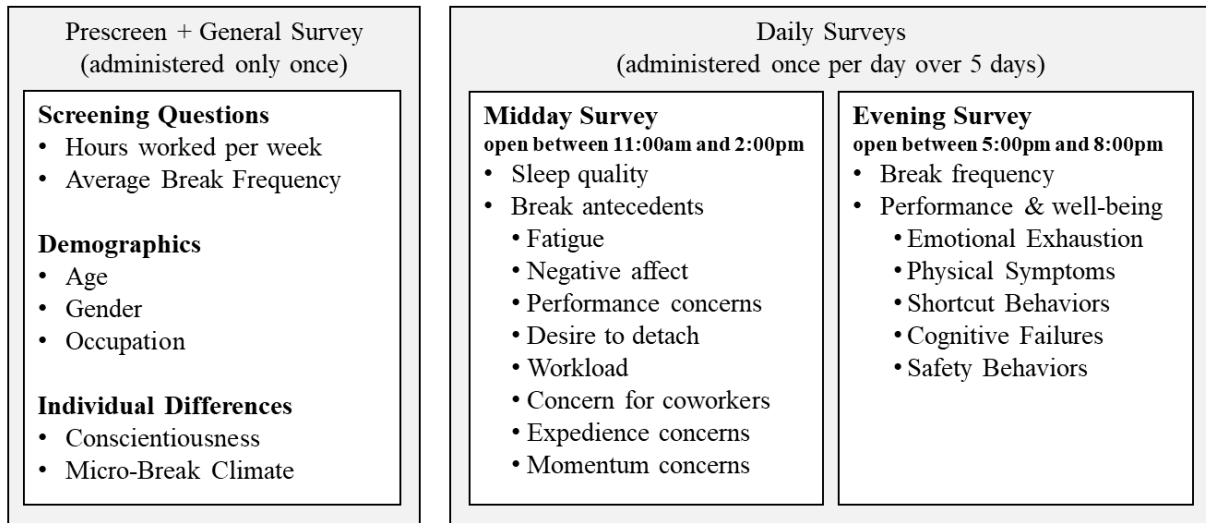 Prescreen + General Survey
(administered only once)
Screening Questions
• Hours worked per week
• Average Break Frequency
Demographics
• Age
• Gender
• Occupation
Individual Differences
• Conscientiousness
• Micro-Break Climate
Daily Surveys
(administered once per day over 5 days)
Midday Survey
open between 11:00am and 2:00pm
• Sleep quality
• Break antecedents
• Fatigue
• Negative affect
• Performance concerns
• Desire to detach
• Workload
• Concern for coworkers
• Expedience concerns
• Momentum concerns
Evening Survey
open between 5:00pm and 8:00pm
• Break frequency
• Performance & well-being
• Emotional Exhaustion
• Physical Symptoms
• Shortcut Behaviors
• Cognitive Failures
• Safety Behaviors